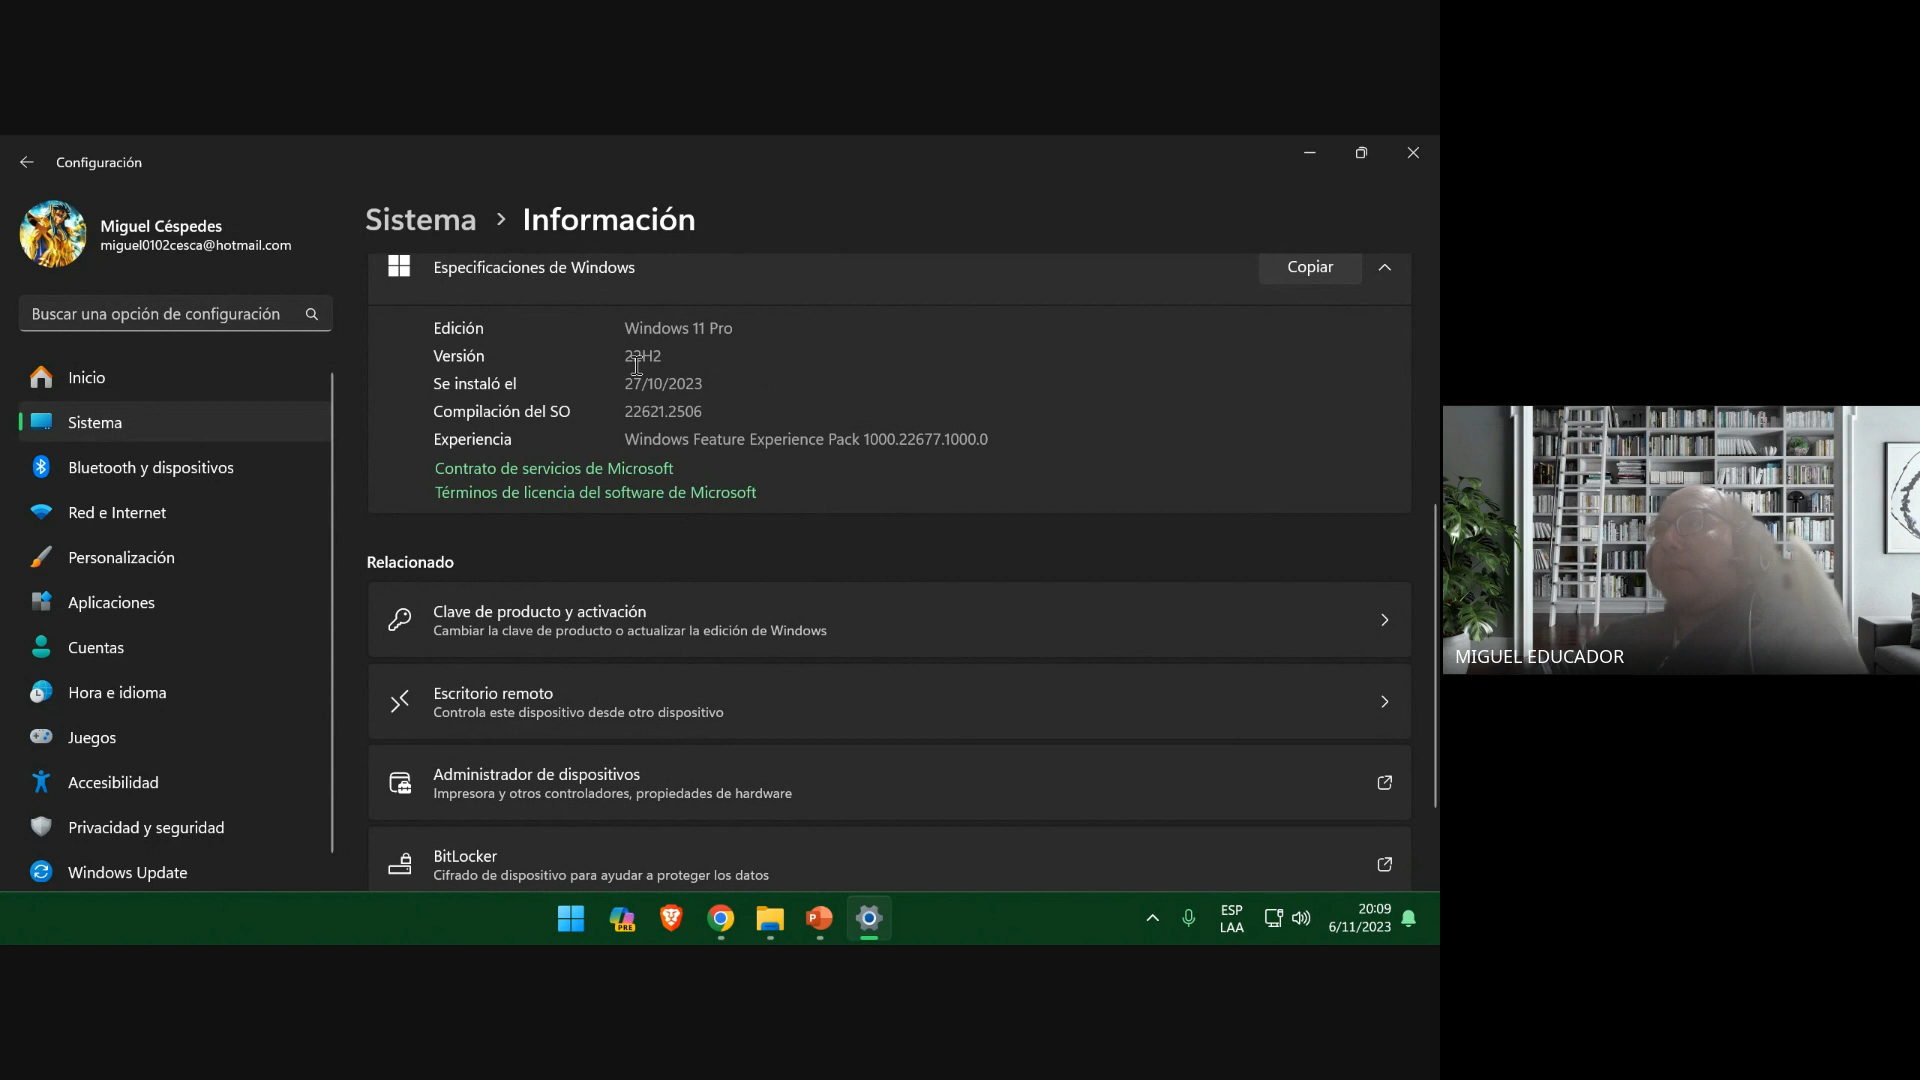 Configuración
Miguel Céspedes
miguel0102cesca@hotmail.com
Buscar una opción de configuración
Inicio
Sistema
Bluetooth y dispositivos
Red e Internet
Personalización
Aplicaciones
Cuentas
Hora e idioma
Juegos
Accesibilidad
Privacidad y seguridad
Windows Update
Sistema > Información
Especificaciones de Windows
Copiar
Edición Windows 11 Pro
Versión 22H2
Se instaló el 27/10/2023
Compilación del SO 22621.2506
Experiencia Windows Feature Experience Pack 1000.22677.1000.0
Contrato de servicios de Microsoft
Términos de licencia del software de Microsoft
Relacionado
Clave de producto y activación
Cambiar la clave de producto o actualizar la edición de Windows
Escritorio remoto
Controla este dispositivo desde otro dispositivo
Administrador de dispositivos
Impresora y otros controladores, propiedades de hardware
BitLocker
Cifrado de dispositivo para ayudar a proteger los datos
PRE
P
ESP
LAA
20:09
6/11/2023
MIGUEL EDUCADOR